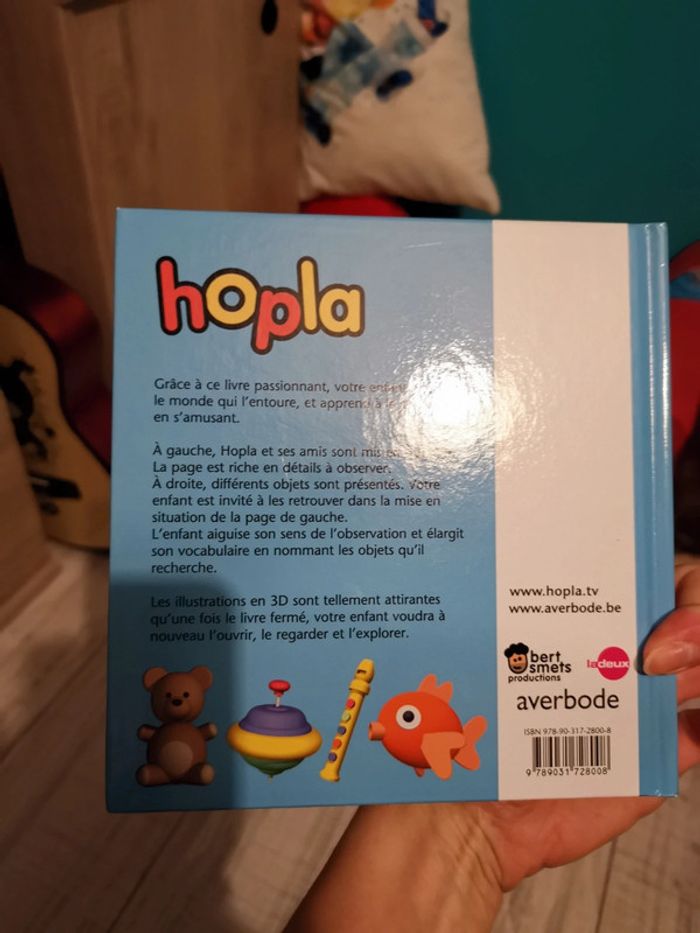 hopla
Grâce à ce livre passionnant, votre
le monde qui l'entoure, et apprend à
en s'amusant.
À gauche, Hopla et ses amis sont mis
La page est riche en détails à observer.
À droite, différents objets sont présentés. Votre
enfant est invité à les retrouver dans la mise en
situation de la page de gauche.
L'enfant aiguise son sens de l'observation et élargit
son vocabulaire en nommant les objets qu'il
recherche.
Les illustrations en 3D sont tellement attirantes
qu'une fois le livre fermé, votre enfant voudra à
nouveau l'ouvrir, le regarder et l'explorer.
www.hopla.tv
www.averbode.be
bert
smets
productions
ladeux
averbode
ISBN 978-90-317-2800-8
9 789031 728008